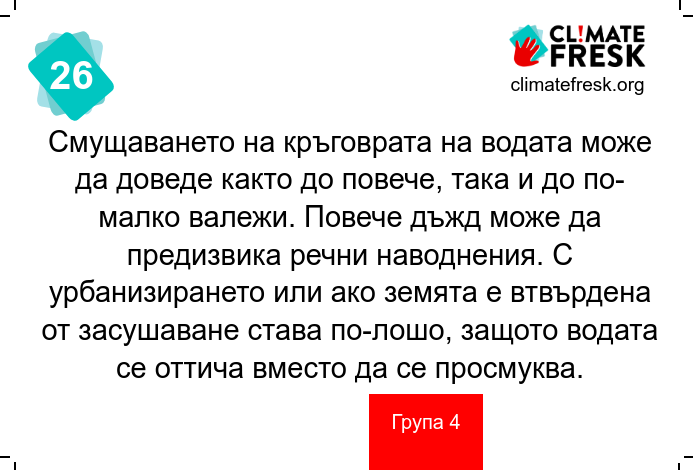 26
CL!MATE
FRESK
climatefresk.org
Смущаването на кръговрата на водата може
да доведе както до повече, така и до по-
малко валежи. Повече дъжд може да
предизвика речни наводнения. С
урбанизирането или ако земята е втвърдена
от засушаване става по-лошо, защото водата
се оттича вместо да се просмуква.
Група 4